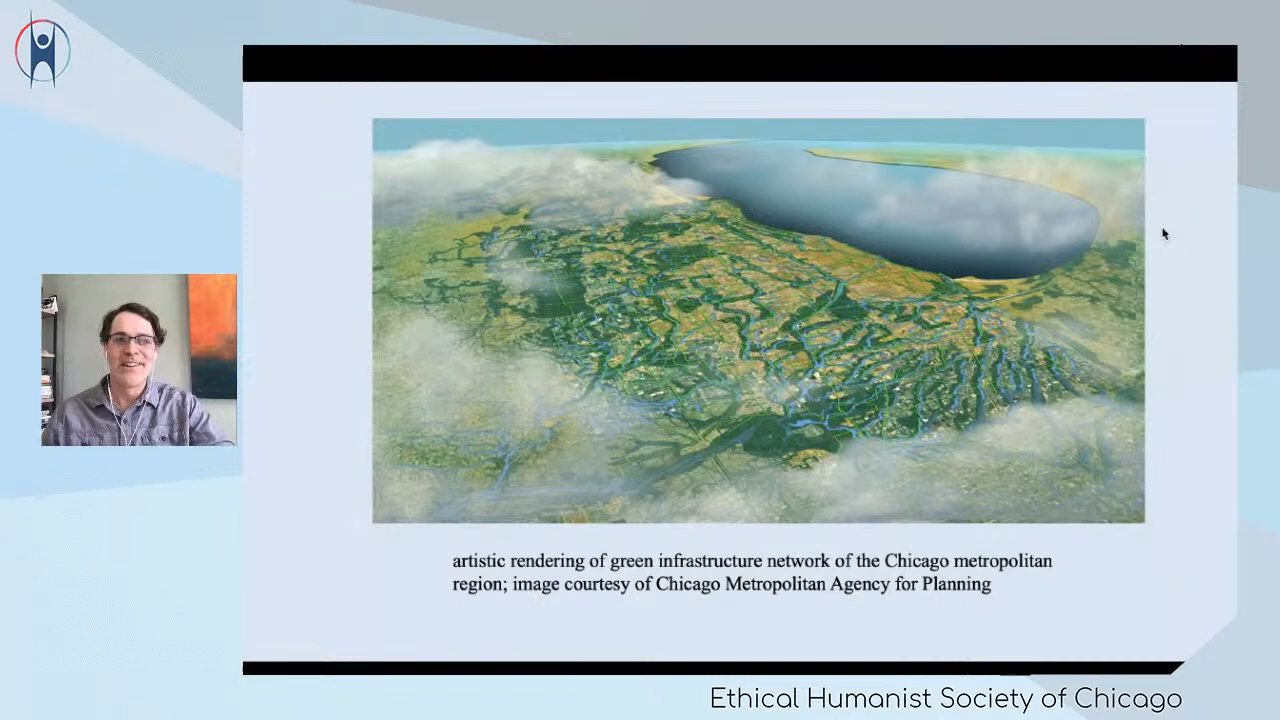 artistic rendering of green infrastructure network of the Chicago metropolitan
region; image courtesy of Chicago Metropolitan Agency for Planning
Ethical Humanist Society of Chicago